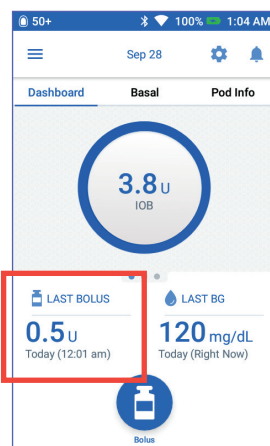 50+ 100% 1:04 AM
Sep 28
Dashboard Basal Pod Info
3.8 U
IOB
LAST BOLUS LAST BG
0.5 U 120 mg/dL
Today (12:01 am) Today (Right Now)
Bolus